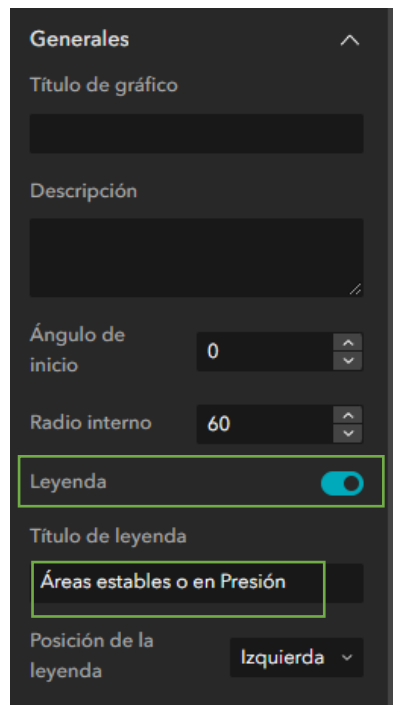 Generales
Título de gráfico
Descripción
Ángulo de
inicio
0
Radio interno
60
Leyenda
Título de leyenda
Áreas estables o en Presión
Posición de la
leyenda
Izquierda